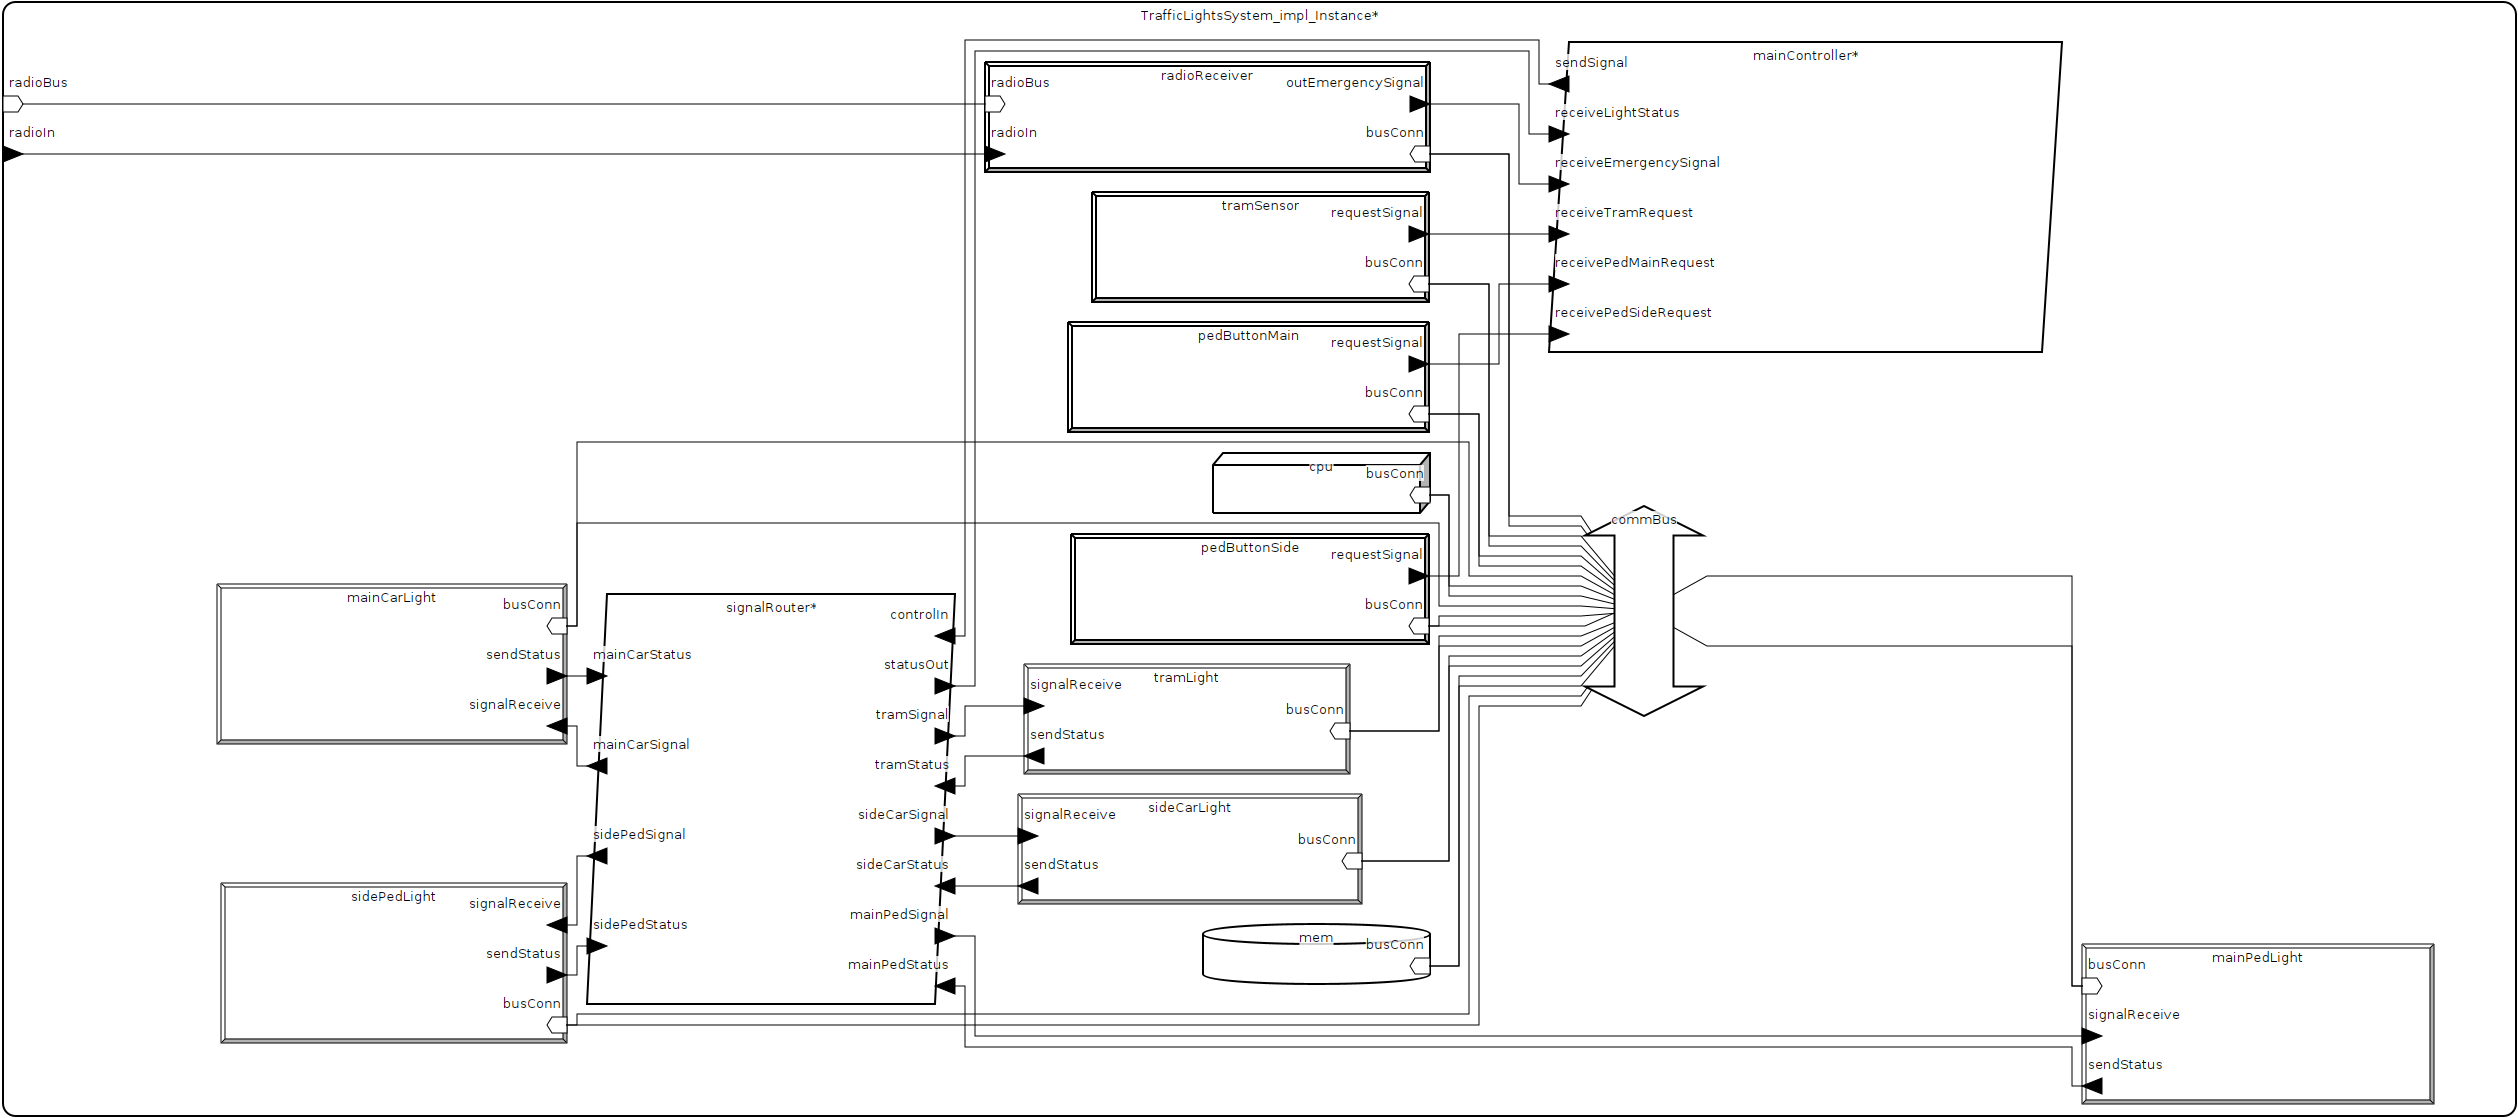 TrafficLightsSystem_impl_Instance*
radioBus
radioIn
radioReceiver
radioBus
outEmergencySignal
radioIn
busConn
mainController*
sendSignal
receiveLightStatus
receiveEmergencySignal
receiveTramRequest
receivePedMainRequest
receivePedSideRequest
tramSensor
requestSignal
busConn
pedButtonMain
requestSignal
busConn
cpu
busConn
commBus
pedButtonSide
requestSignal
busConn
mainCarLight
busConn
sendStatus
signalReceive
signalRouter*
controlIn
mainCarStatus
statusOut
tramSignal
mainCarSignal
tramStatus
sideCarSignal
sidePedSignal
sideCarStatus
mainPedSignal
sidePedStatus
mainPedStatus
tramLight
signalReceive
busConn
sendStatus
sideCarLight
signalReceive
busConn
sendStatus
sidePedLight
signalReceive
sendStatus
busConn
mem
busConn
mainPedLight
busConn
signalReceive
sendStatus